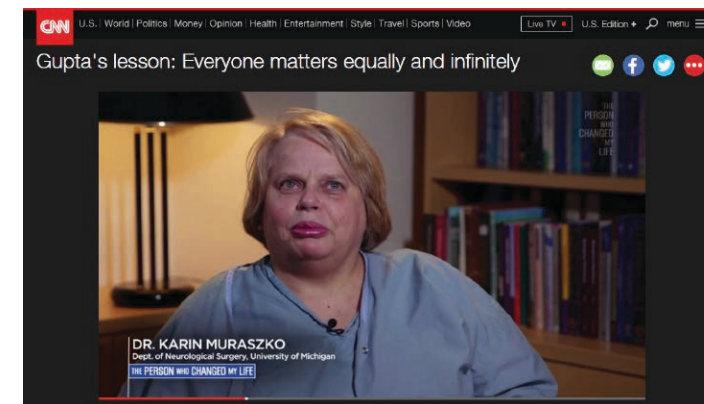 CNN U.S. | World | Politics | Money | Opinion | Health | Entertainment | Style | Travel | Sports | Video Live TV U.S. Edition + menu
Gupta's lesson: Everyone matters equally and infinitely
THE
PERSON
WHO
CHANGED
MY
LIFE
DR. KARIN MURASZKO
Dept. of Neurological Surgery, University of Michigan
THE PERSON WHO CHANGED MY LIFE